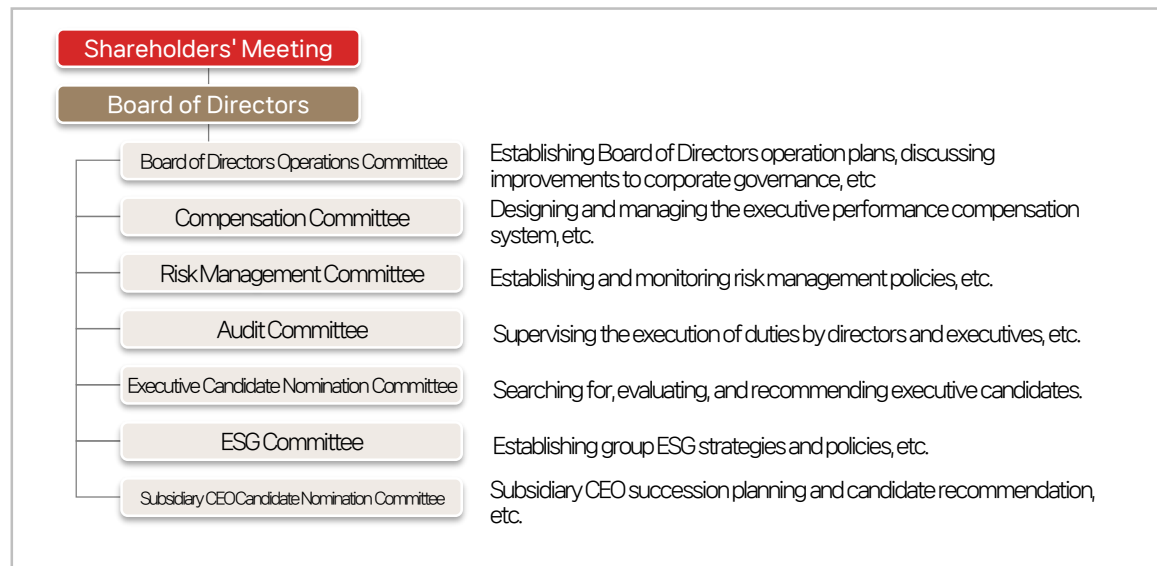 Shareholders' Meeting
Board of Directors
Board of Directors Operations Committee
Establishing Board of Directors operation plans, discussing
improvements to corporate governance, etc
Compensation Committee
Designing and managing the executive performance compensation
system, etc.
Risk Management Committee
Establishing and monitoring risk management policies, etc.
Audit Committee
Supervising the execution of duties by directors and executives, etc.
Executive Candidate Nomination Committee
Searching for, evaluating, and recommending executive candidates.
ESG Committee
Establishing group ESG strategies and policies, etc.
Subsidiary CEO Candidate Nomination Committee
Subsidiary CEO succession planning and candidate recommendation,
etc.